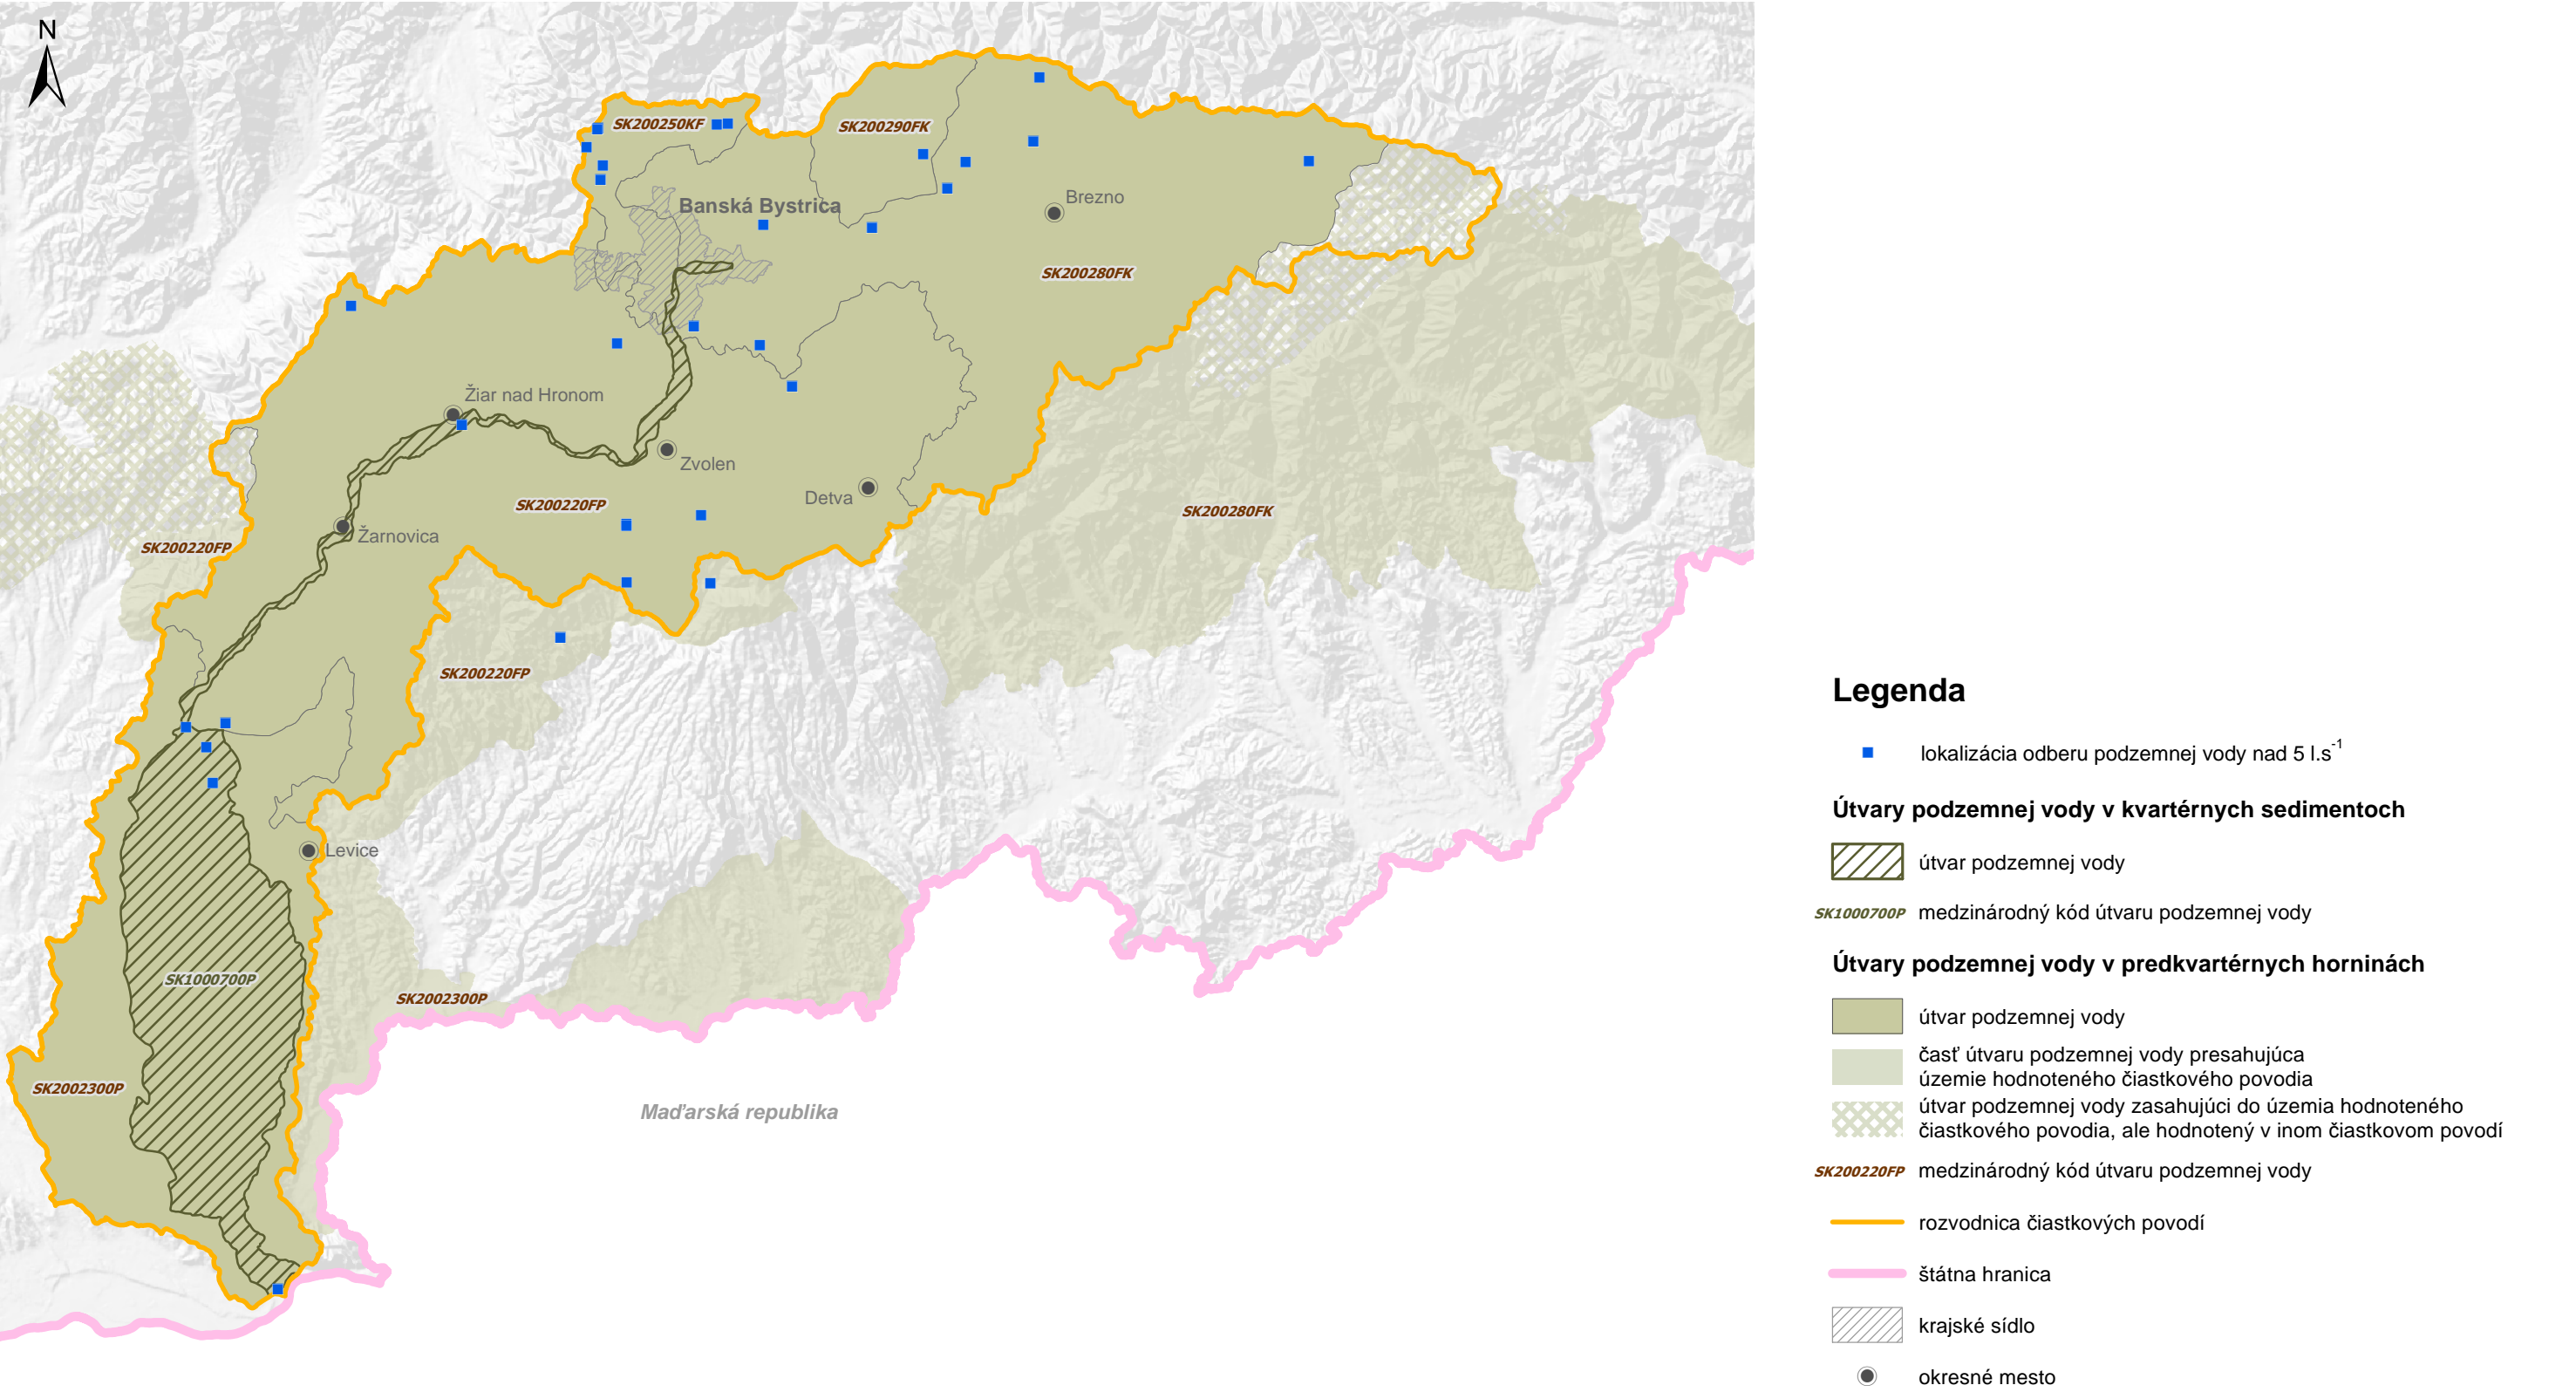 N
SK200250KF
SK200290FK
Banská Bystrica
Brezno
SK200280FK
Žiar nad Hronom
Zvolen
Detva
SK200220FP
SK200280FK
Žarnovica
SK200220FP
SK200220FP
Levice
SK1000700P
SK2002300P
SK2002300P
Maďarská republika
Legenda
lokalizácia odberu podzemnej vody nad 5 l.s-1
Útvary podzemnej vody v kvartérnych sedimentoch
útvar podzemnej vody
SK1000700P medzinárodný kód útvaru podzemnej vody
Útvary podzemnej vody v predkvartérnych horninách
útvar podzemnej vody
časť útvaru podzemnej vody presahujúca
územie hodnoteného čiastkového povodia
útvar podzemnej vody zasahujúci do územia hodnoteného
čiastkového povodia, ale hodnotený v inom čiastkovom povodí
SK200220FP medzinárodný kód útvaru podzemnej vody
rozvodnica čiastkových povodí
štátna hranica
krajské sídlo
okresné mesto